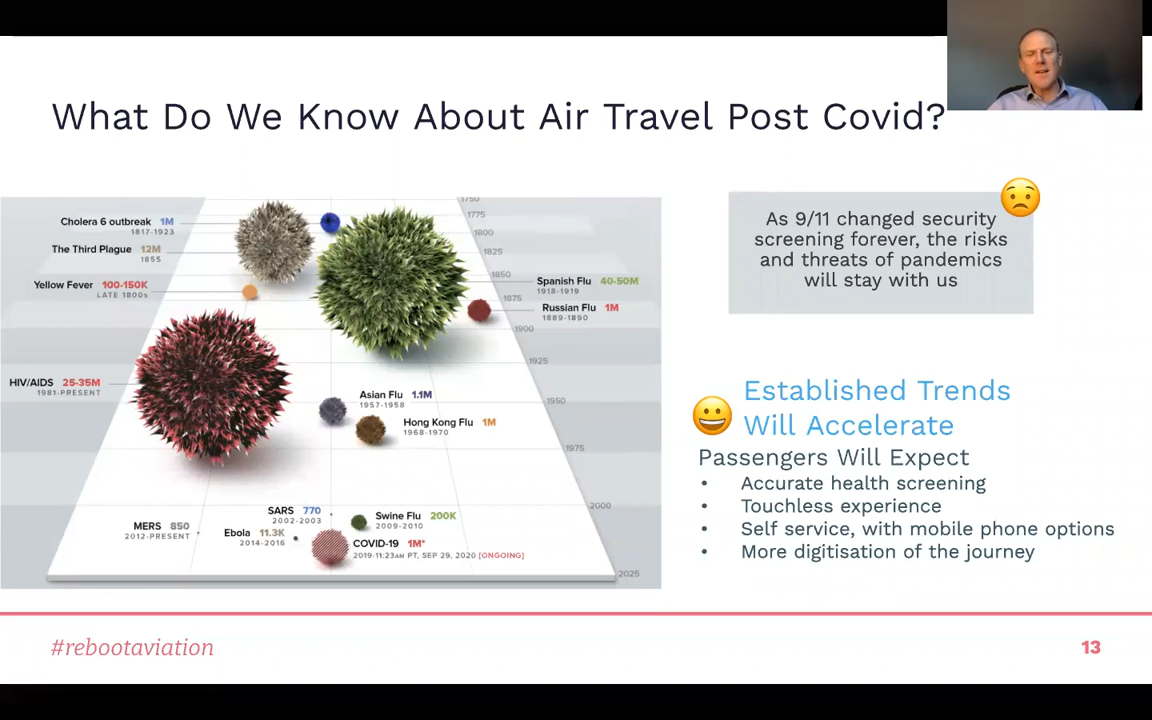 What Do We Know About Air Travel Post Covid?
1750
1775
1800
1825
1850
1875
1900
1925
1950
1975
2000
2025
Cholera 6 outbreak 1M
1817-1923
The Third Plague 12M
1855
Yellow Fever 100-150K
LATE 1800s
Spanish Flu 40-50M
1918-1919
Russian Flu 1M
1889-1890
HIV/AIDS 25-35M
1981-PRESENT
Asian Flu 1.1M
1957-1958
Hong Kong Flu 1M
1968-1970
SARS 770
2002-2003
Swine Flu 200K
2009-2010
MERS 850
2012-PRESENT
Ebola 11.3K
2014-2016
COVID-19 1M*
2019-11:23AM PT, SEP 29, 2020 [ONGOING]
As 9/11 changed security
screening forever, the risks
and threats of pandemics
will stay with us
Established Trends
Will Accelerate
Passengers Will Expect
• Accurate health screening
• Touchless experience
• Self service, with mobile phone options
• More digitisation of the journey
#rebootaviation
13